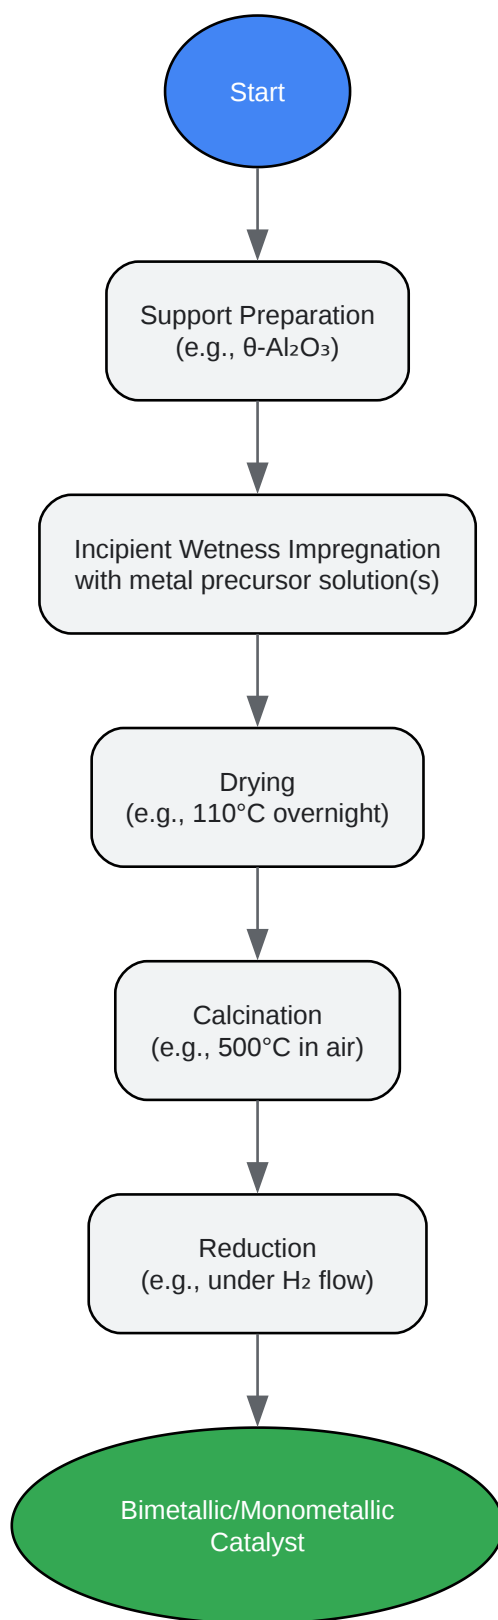 Start
Support Preparation
(e.g., θ-Al₂O₃)
Incipient Wetness Impregnation
with metal precursor solution(s)
Drying
(e.g., 110°C overnight)
Calcination
(e.g., 500°C in air)
Reduction
(e.g., under H₂ flow)
Bimetallic/Monometallic
Catalyst